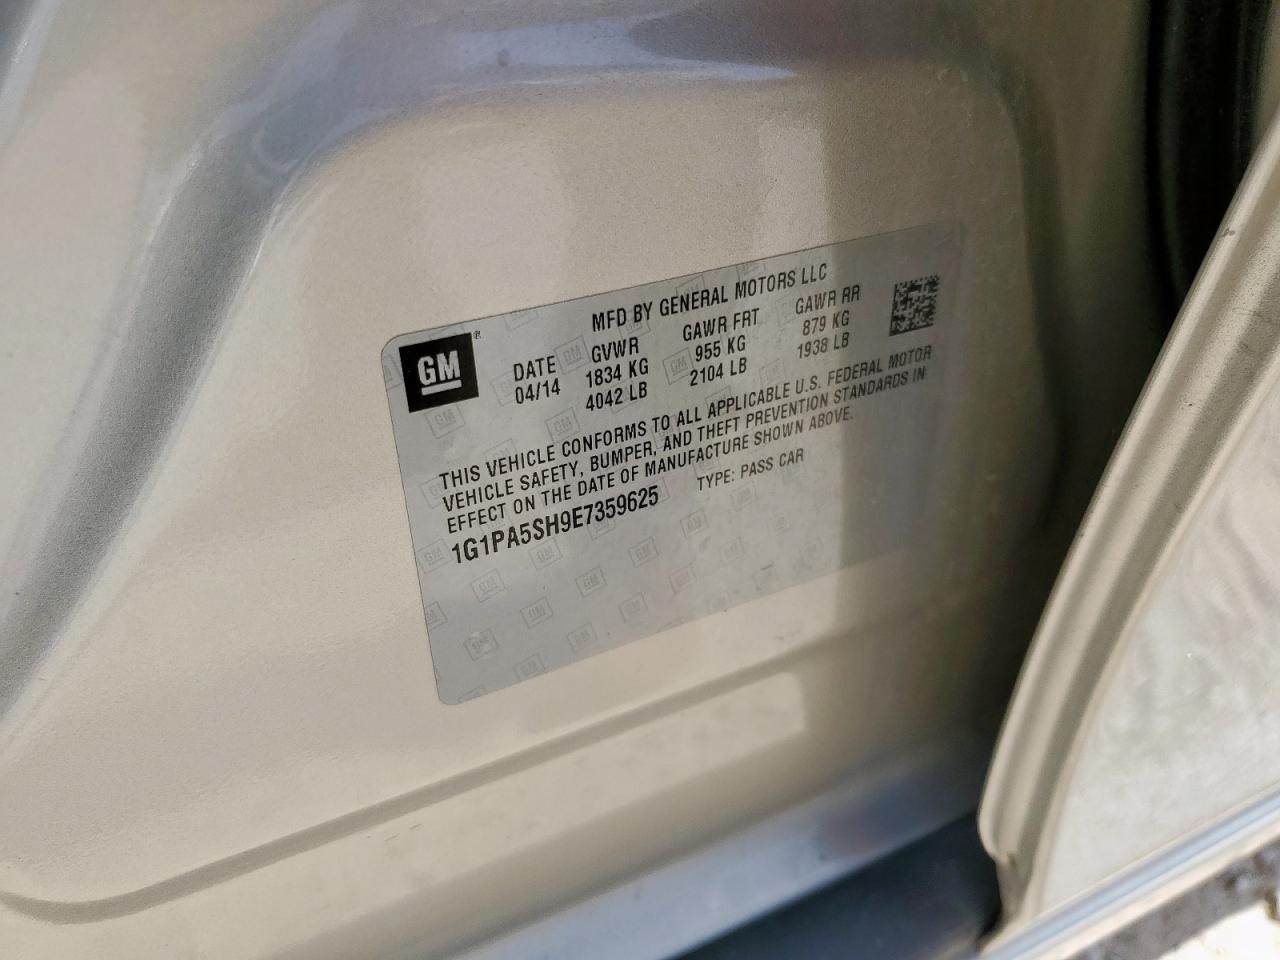 GM ®
MFD BY GENERAL MOTORS LLC
DATE GVWR GAWR FRT GAWR RR
04/14 1834 KG 955 KG 879 KG
4042 LB 2104 LB 1938 LB
THIS VEHICLE CONFORMS TO ALL APPLICABLE U.S. FEDERAL MOTOR
VEHICLE SAFETY, BUMPER, AND THEFT PREVENTION STANDARDS IN
EFFECT ON THE DATE OF MANUFACTURE SHOWN ABOVE.
1G1PA5SH9E7359625 TYPE: PASS CAR